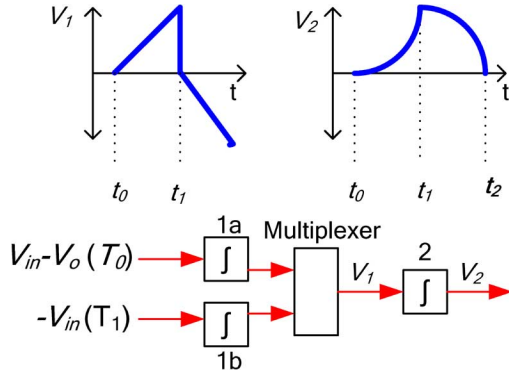 V1
t
t0
t1
V2
t
t0
t1
t2
1a
Multiplexer
2
Vin-Vo (T0)
∫
V1
∫
V2
-Vin(T1)
∫
1b